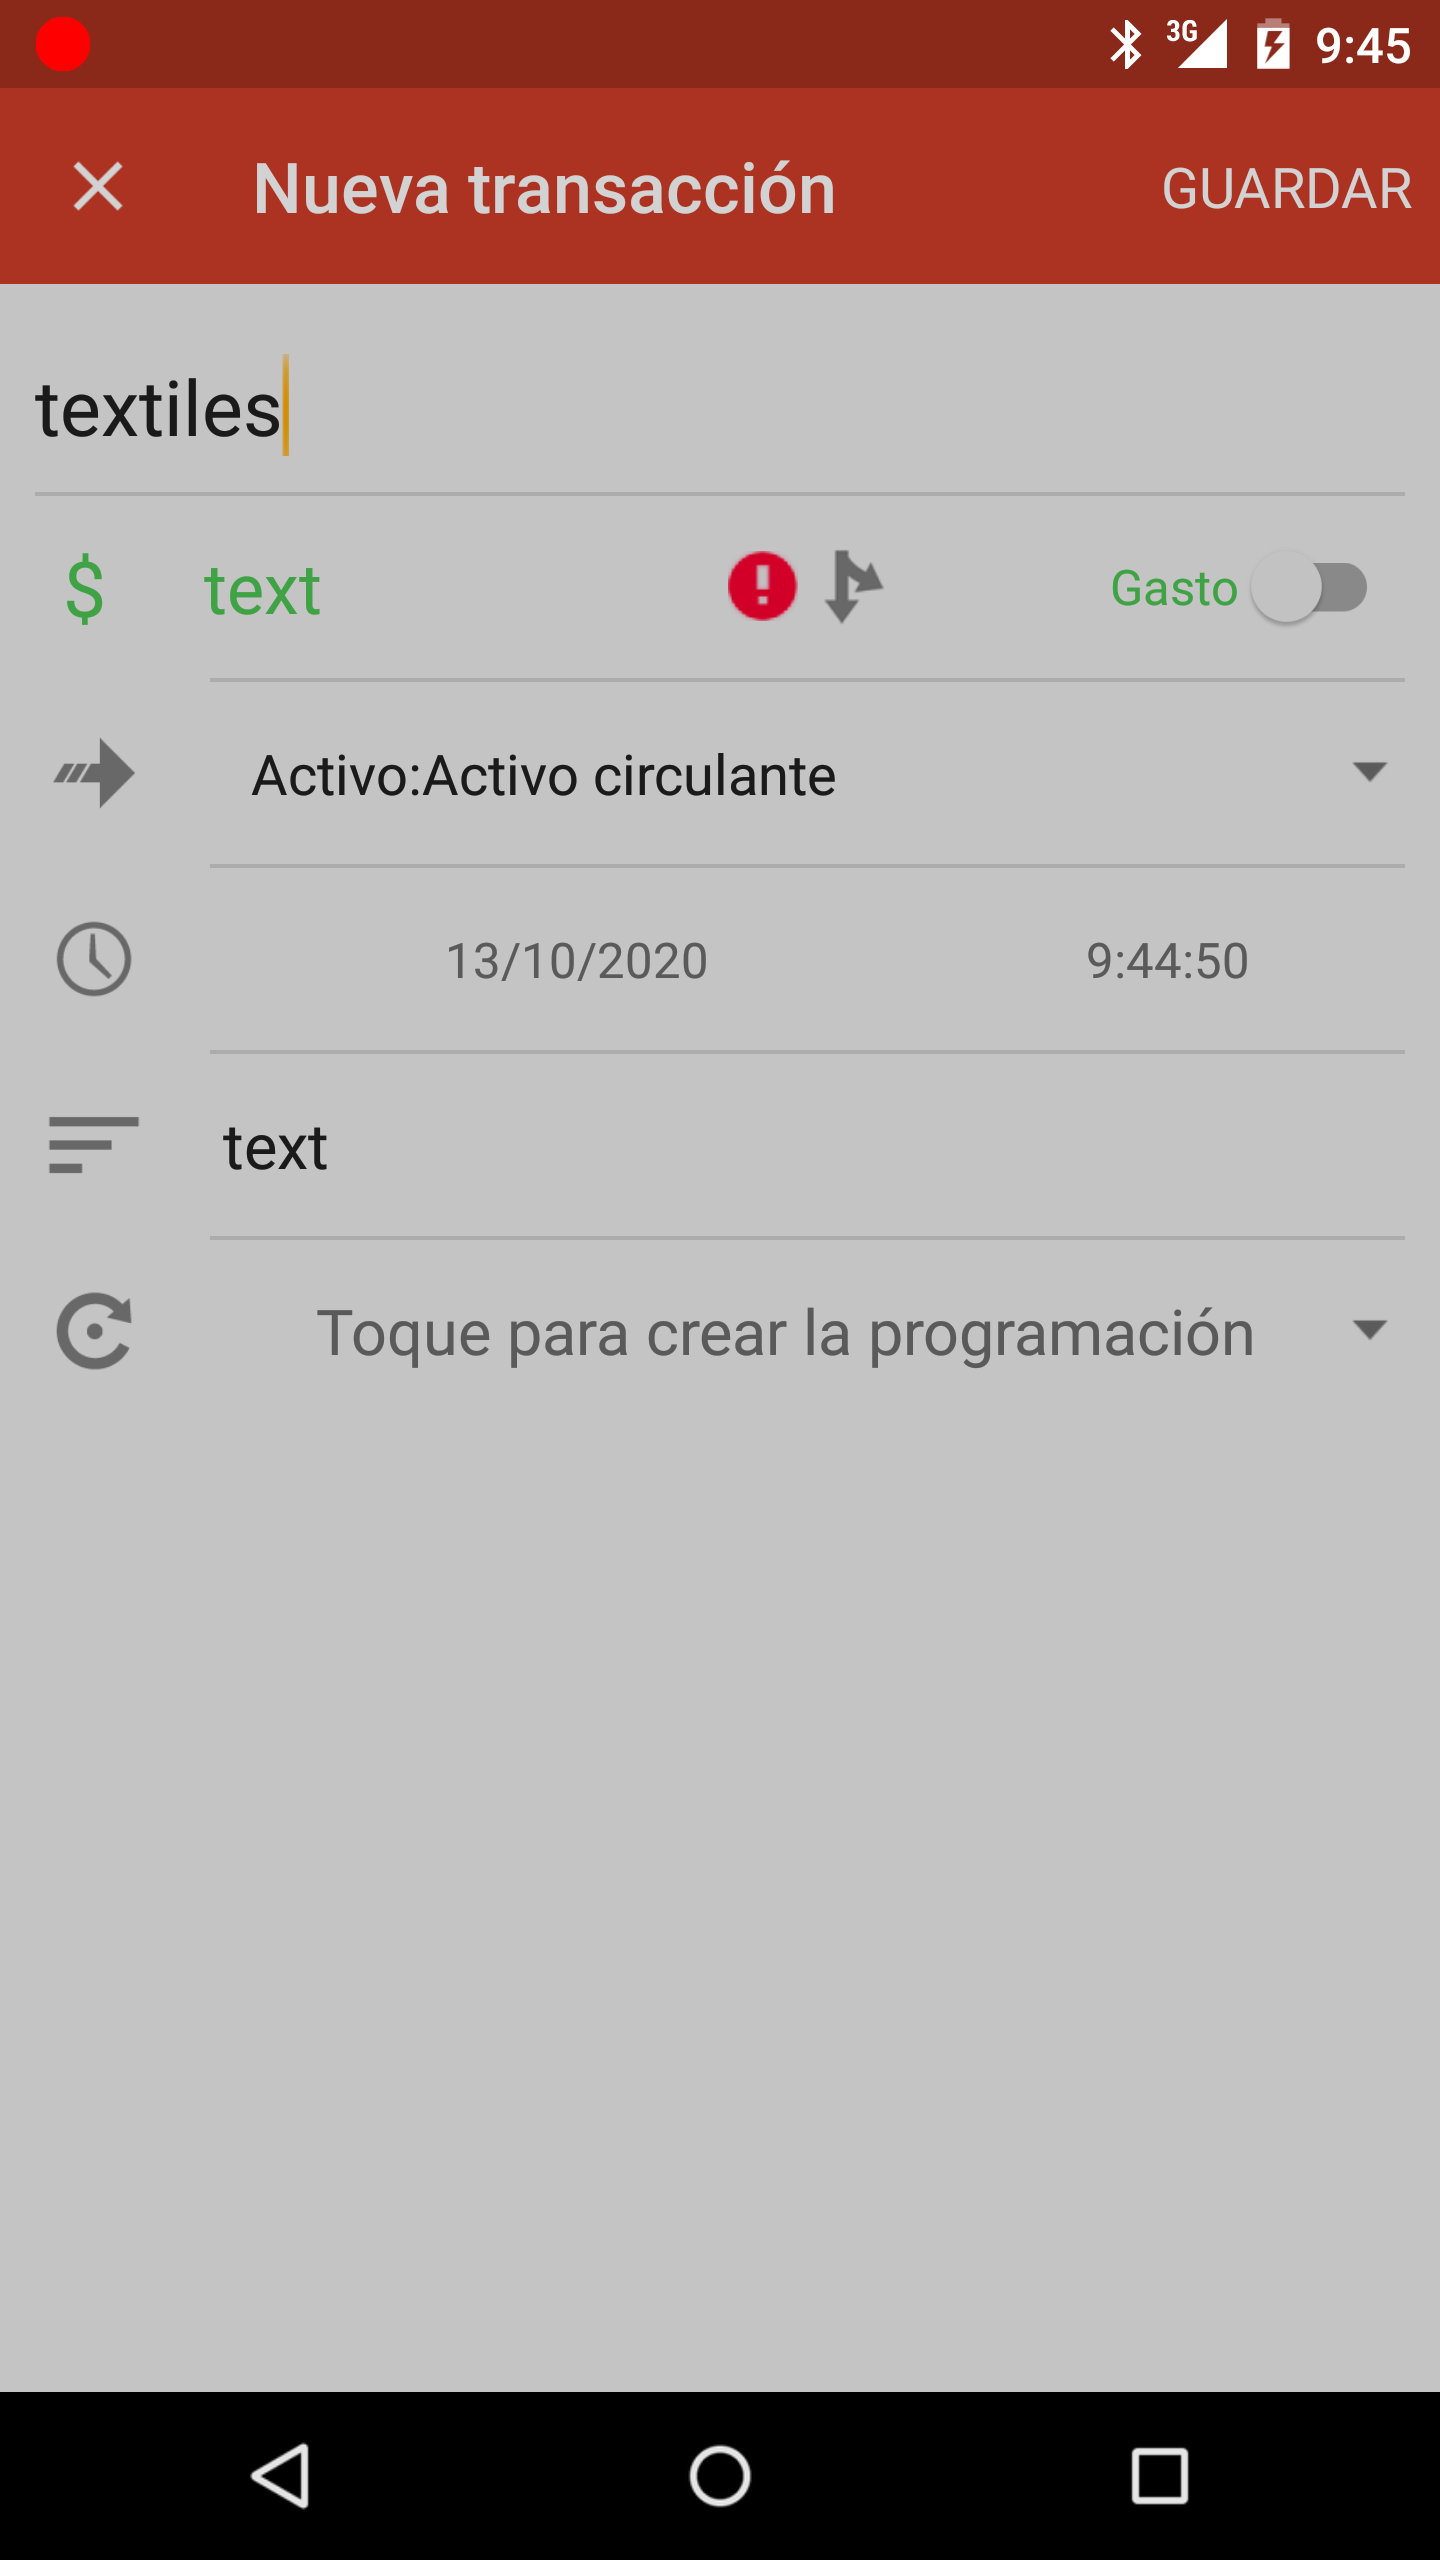 3G 9:45
Nueva transacción GUARDAR
textiles
$ text Gasto
Activo:Activo circulante
13/10/2020 9:44:50
text
Toque para crear la programación